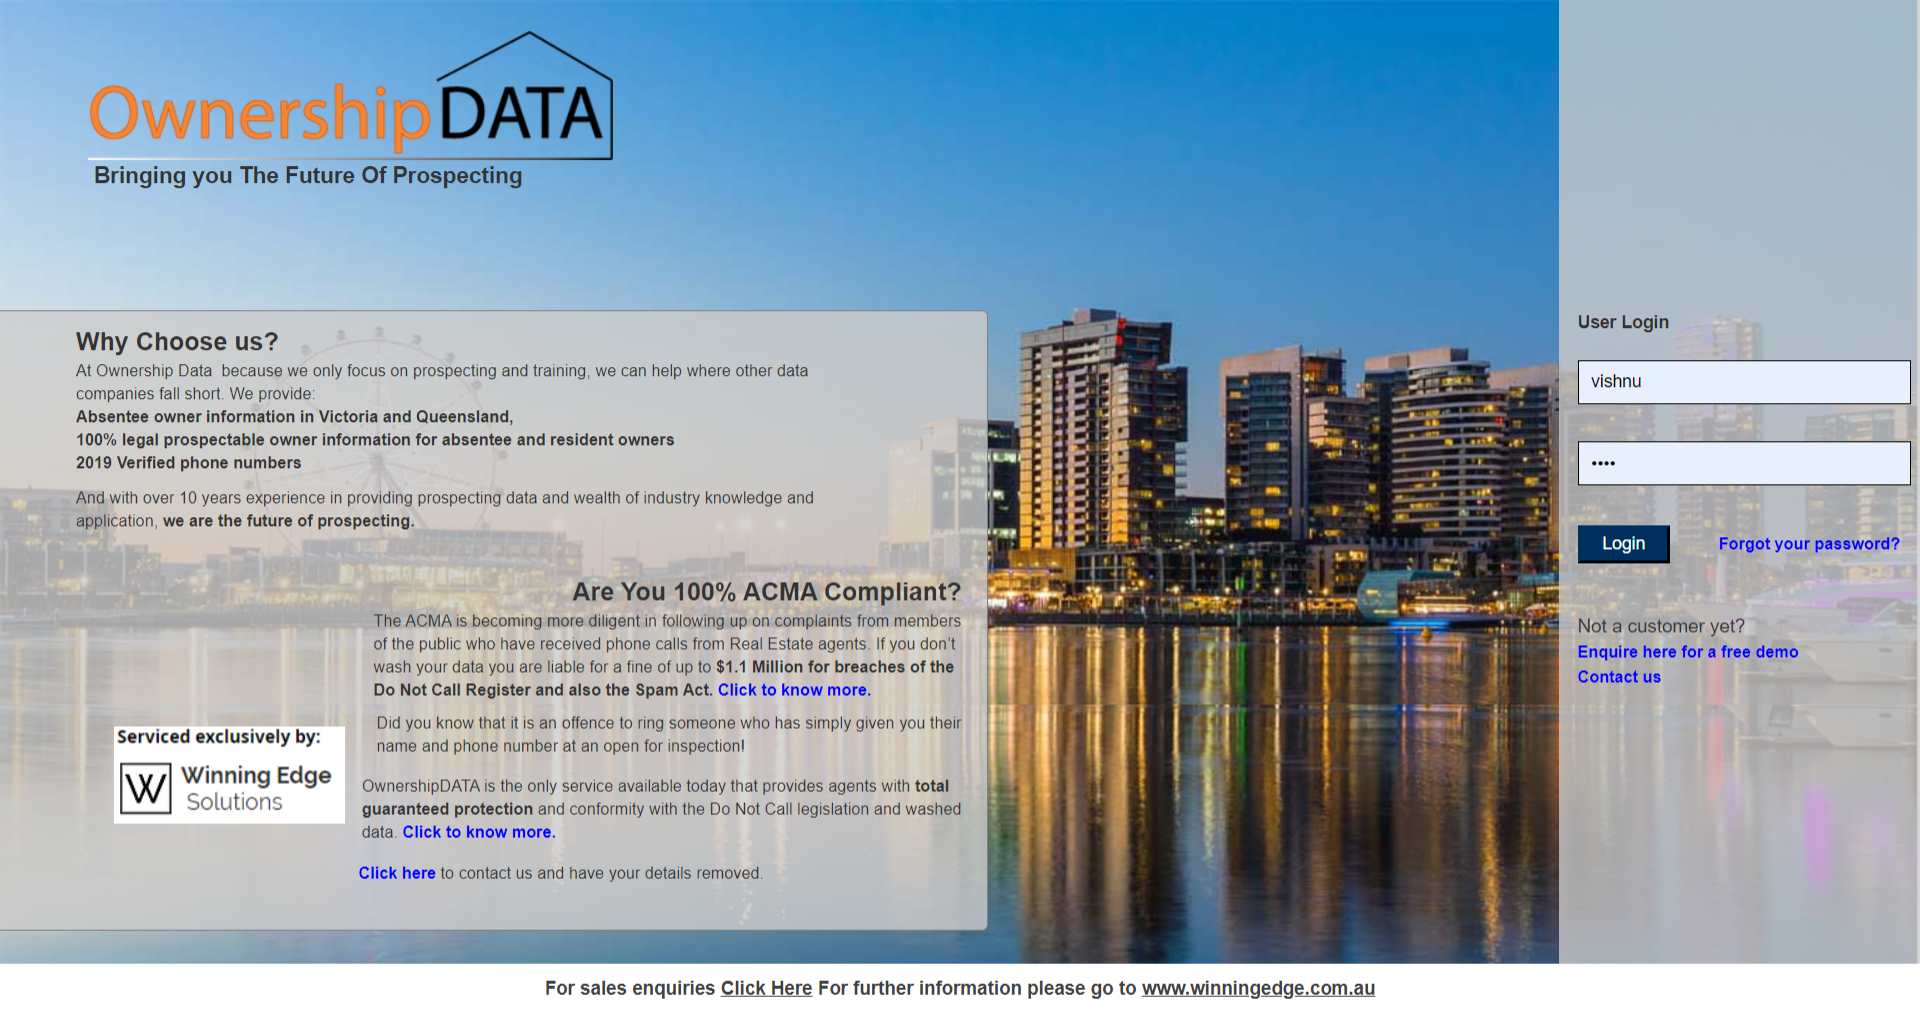 OwnershipDATA
Bringing you The Future Of Prospecting
Why Choose us?
At Ownership Data because we only focus on prospecting and training, we can help where other data
companies fall short. We provide:
Absentee owner information in Victoria and Queensland,
100% legal prospectable owner information for absentee and resident owners
2019 Verified phone numbers
And with over 10 years experience in providing prospecting data and wealth of industry knowledge and
application, we are the future of prospecting.
Are You 100% ACMA Compliant?
The ACMA is becoming more diligent in following up on complaints from members
of the public who have received phone calls from Real Estate agents. If you don't
wash your data you are liable for a fine of up to $1.1 Million for breaches of the
Do Not Call Register and also the Spam Act. Click to know more.
Did you know that it is an offence to ring someone who has simply given you their
name and phone number at an open for inspection!
Serviced exclusively by:
W Winning Edge
Solutions
OwnershipDATA is the only service available today that provides agents with total
guaranteed protection and conformity with the Do Not Call legislation and washed
data. Click to know more.
Click here to contact us and have your details removed.
User Login
vishnu
••••
Login Forgot your password?
Not a customer yet?
Enquire here for a free demo
Contact us
For sales enquiries Click Here For further information please go to www.winningedge.com.au